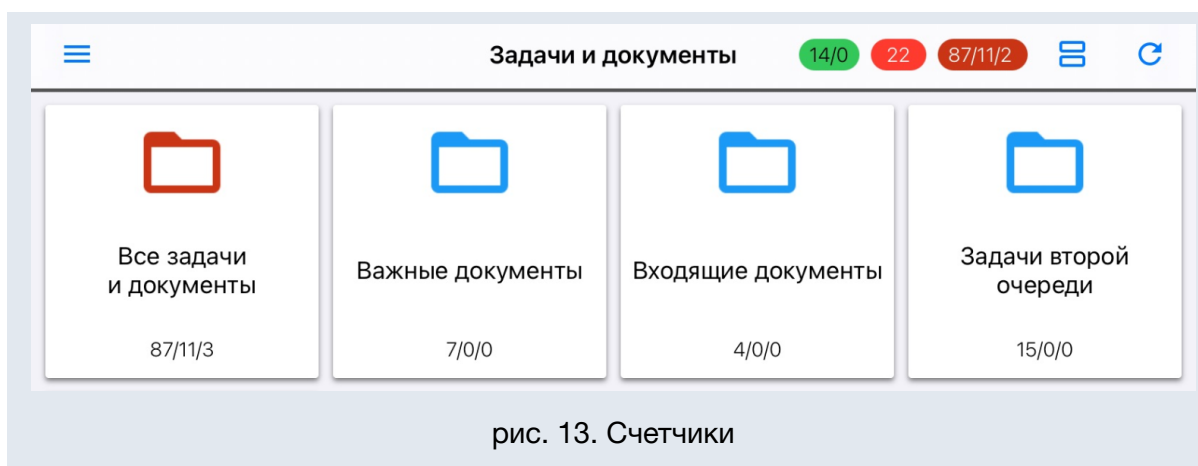 Задачи и документы 14/0 22 87/11/2
Все задачи
и документы
87/11/3
Важные документы
7/0/0
Входящие документы
4/0/0
Задачи второй
очереди
15/0/0
рис. 13. Счетчики